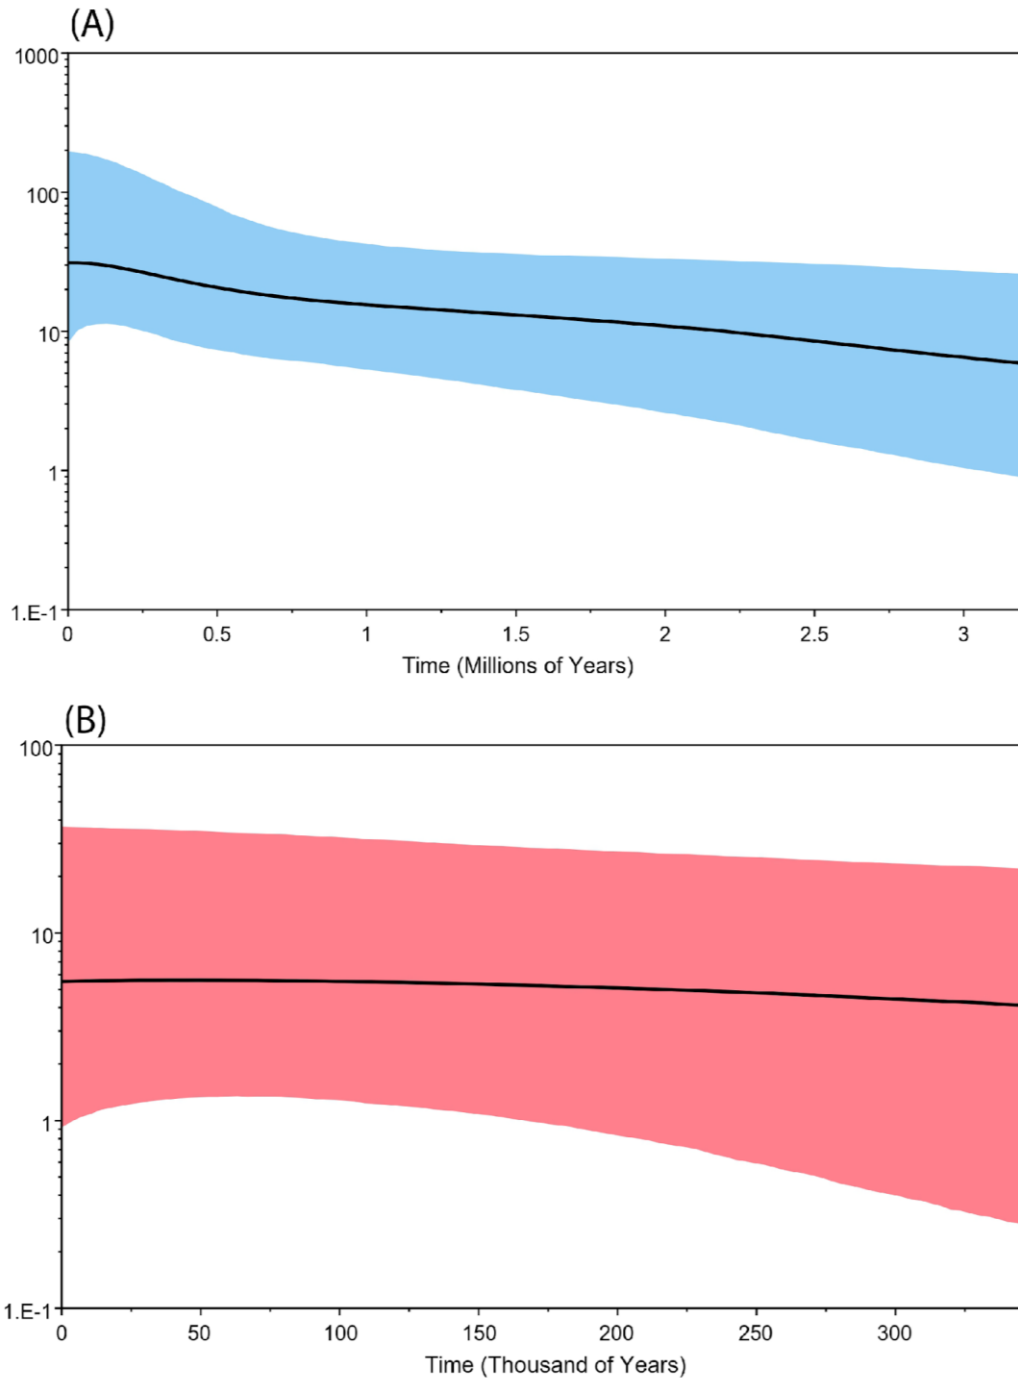 (A)
1000
100
10
1
1.E-1
0 0.5 1 1.5 2 2.5 3
Time (Millions of Years)
(B)
100
10
1
1.E-1
0 50 100 150 200 250 300
Time (Thousand of Years)